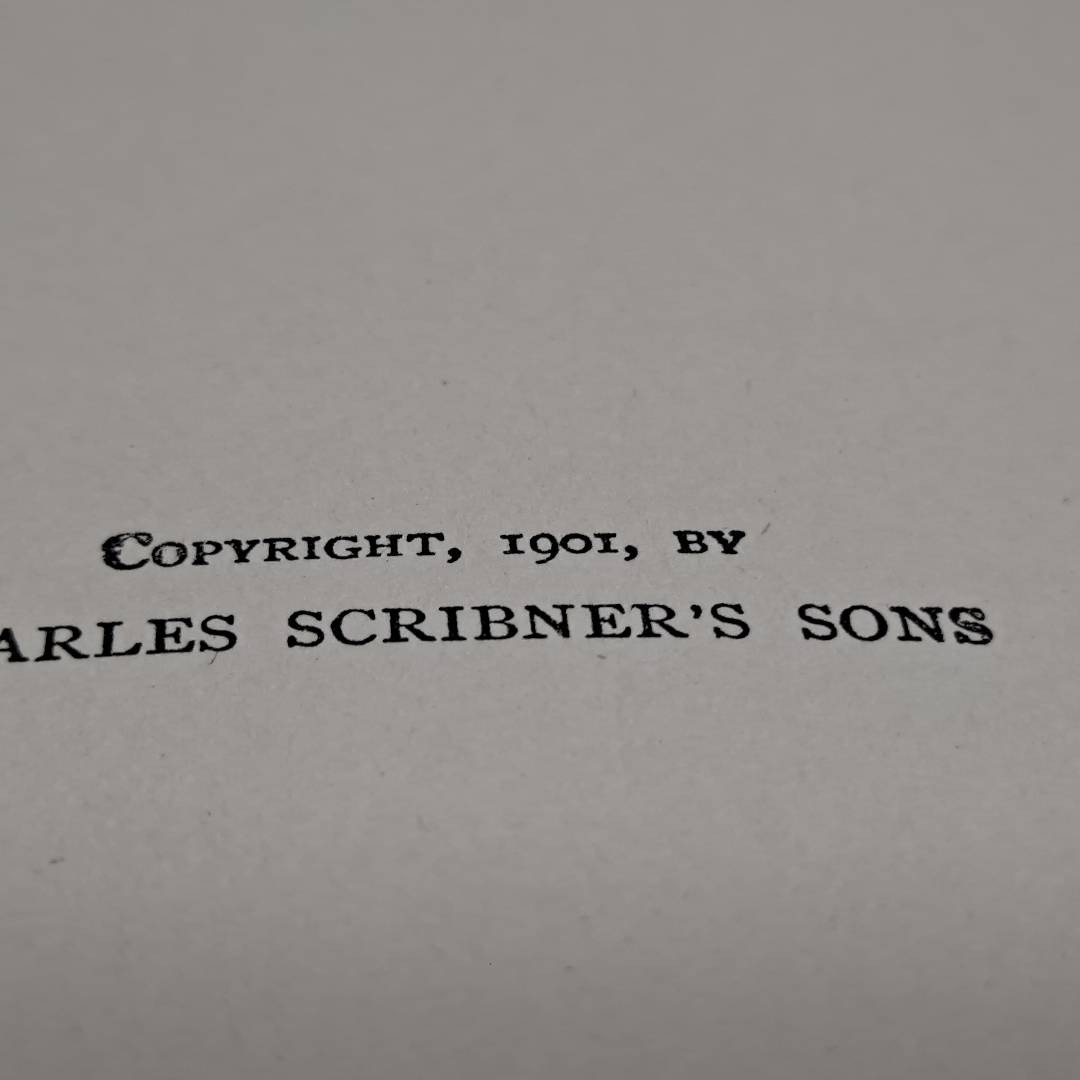 COPYRIGHT, 1901, BY
ARLES SCRIBNER'S SONS